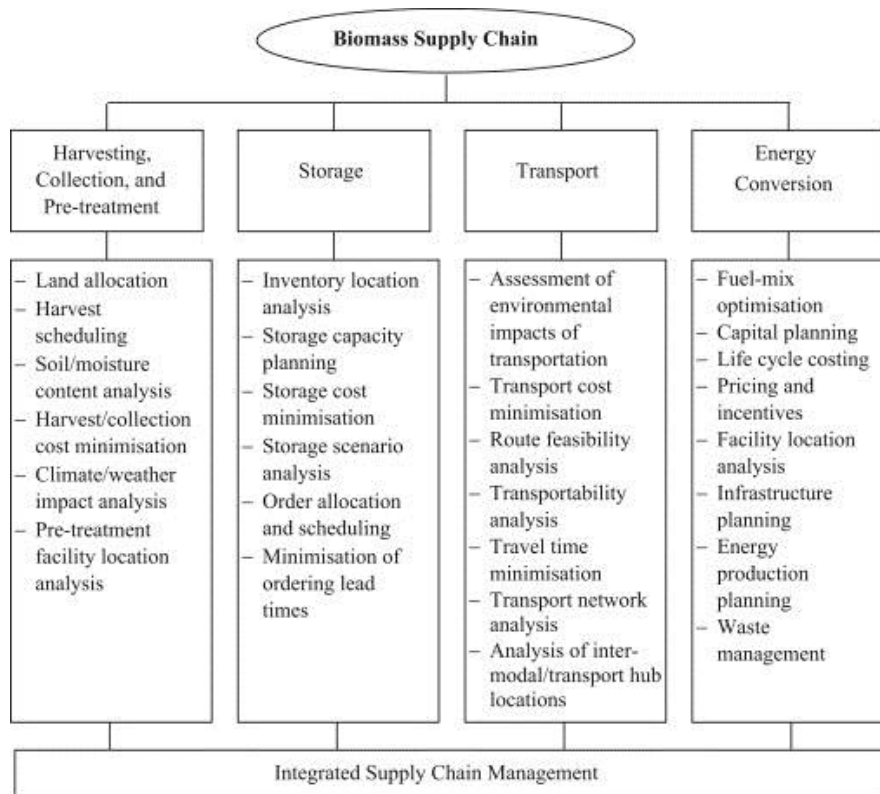 Biomass Supply Chain
Harvesting,
Collection, and
Pre-treatment
Storage
Transport
Energy
Conversion
– Land allocation
– Harvest
scheduling
– Soil/moisture
content analysis
– Harvest/collection
cost minimisation
– Climate/weather
impact analysis
– Pre-treatment
facility location
analysis
– Inventory location
analysis
– Storage capacity
planning
– Storage cost
minimisation
– Storage scenario
analysis
– Order allocation
and scheduling
– Minimisation of
ordering lead
times
– Assessment of
environmental
impacts of
transportation
– Transport cost
minimisation
– Route feasibility
analysis
– Transportability
analysis
– Travel time
minimisation
– Transport network
analysis
– Analysis of inter-
modal/transport hub
locations
– Fuel-mix
optimisation
– Capital planning
– Life cycle costing
– Pricing and
incentives
– Facility location
analysis
– Infrastructure
planning
– Energy
production
planning
– Waste
management
Integrated Supply Chain Management